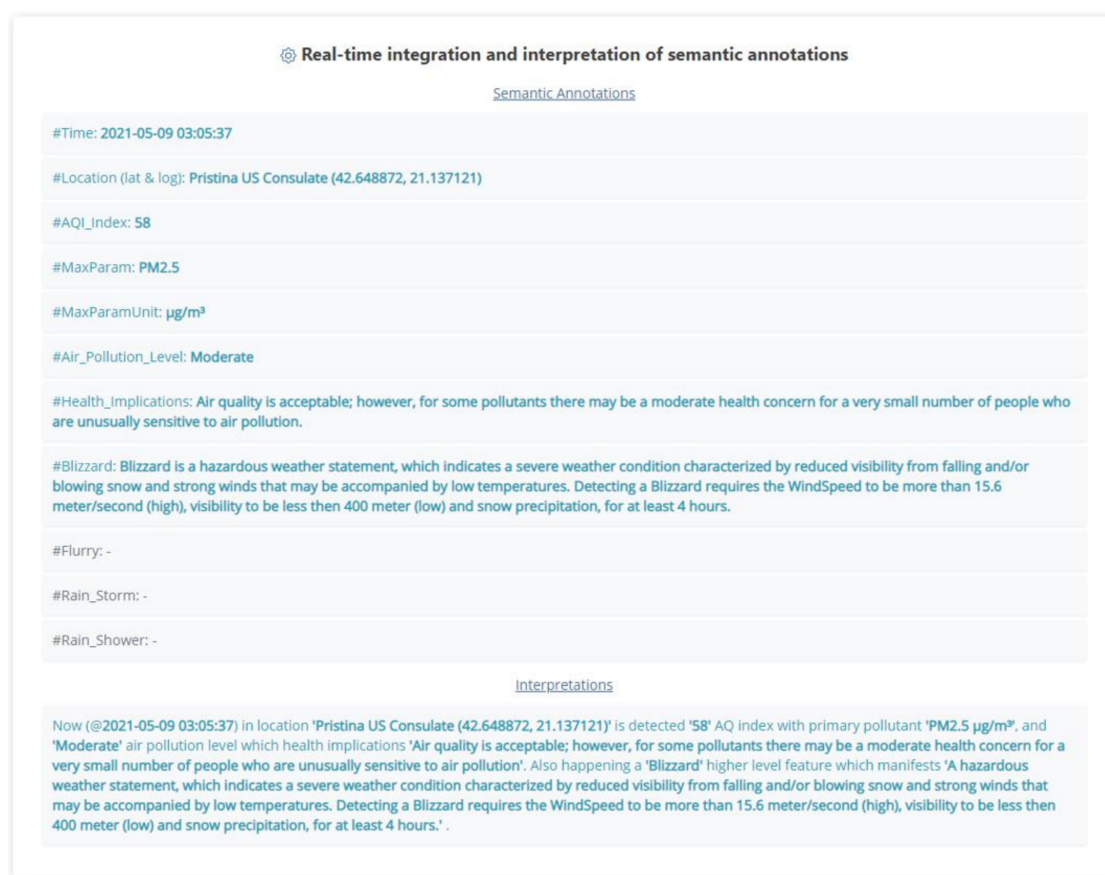 Real-time integration and interpretation of semantic annotations
Semantic Annotations
#Time: 2021-05-09 03:05:37
#Location (lat & log): Pristina US Consulate (42.648872, 21.137121)
#AQI_Index: 58
#MaxParam: PM2.5
#MaxParamUnit: µg/m³
#Air_Pollution_Level: Moderate
#Health_Implications: Air quality is acceptable; however, for some pollutants there may be a moderate health concern for a very small number of people who
are unusually sensitive to air pollution.
#Blizzard: Blizzard is a hazardous weather statement, which indicates a severe weather condition characterized by reduced visibility from falling and/or
blowing snow and strong winds that may be accompanied by low temperatures. Detecting a Blizzard requires the WindSpeed to be more than 15.6
meter/second (high), visibility to be less then 400 meter (low) and snow precipitation, for at least 4 hours.
#Flurry: -
#Rain_Storm: -
#Rain_Shower: -
Interpretations
Now (@2021-05-09 03:05:37) in location 'Pristina US Consulate (42.648872, 21.137121)' is detected '58' AQ index with primary pollutant 'PM2.5 µg/m³', and
'Moderate' air pollution level which health implications 'Air quality is acceptable; however, for some pollutants there may be a moderate health concern for a
very small number of people who are unusually sensitive to air pollution'. Also happening a 'Blizzard' higher level feature which manifests 'A hazardous
weather statement, which indicates a severe weather condition characterized by reduced visibility from falling and/or blowing snow and strong winds that
may be accompanied by low temperatures. Detecting a Blizzard requires the WindSpeed to be more than 15.6 meter/second (high), visibility to be less then
400 meter (low) and snow precipitation, for at least 4 hours.' .